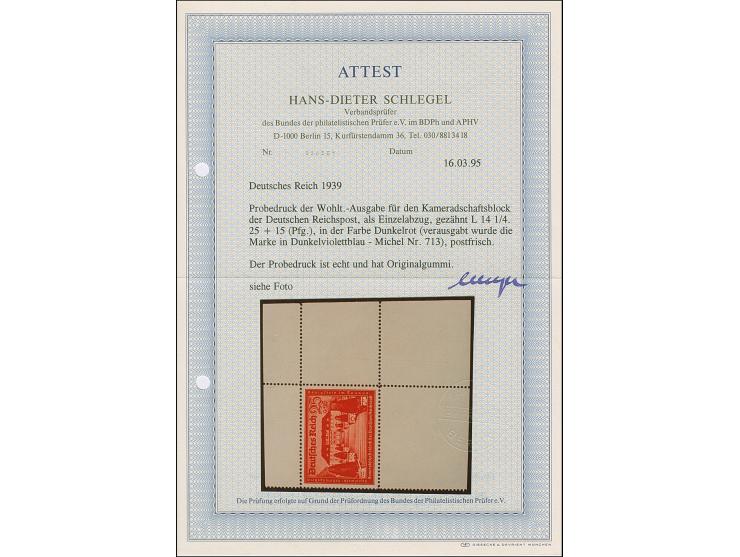 ATTEST
HANS-DIETER SCHLEGEL
Verbandsprüfer
des Bundes der philatelistischen Prüfer e.V. im BDPh und APHV
D-1000 Berlin 15, Kurfürstendamm 36, Tel. 030/8813418
Nr. Datum
16.03.95
Deutsches Reich 1939
Probedruck der Wohlt.-Ausgabe für den Kameradschaftsblock
der Deutschen Reichspost, als Einzelabzug, gezähnt L 14 1/4.
25 + 15 (Pfg.), in der Farbe Dunkelrot (verausgabt wurde die
Marke in Dunkelviolettblau - Michel Nr. 713), postfrisch.
Der Probedruck ist echt und hat Originalgummi.
siehe Foto
Deutsches Reich
Die Prüfung erfolgte auf Grund der Prüfordnung des Bundes der Philatelistischen Prüfer e.V.
GIESECKE & DEVRIENT MÜNCHEN